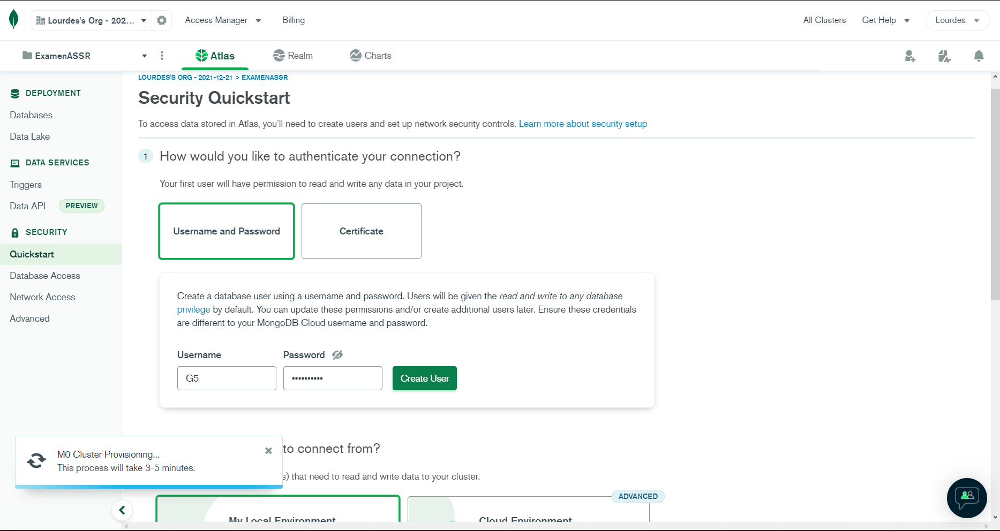 Lourdes's Org - 202...
Access Manager
Billing
All Clusters
Get Help
Lourdes
ExamenASSR
Atlas
Realm
Charts
DEPLOYMENT
Databases
Data Lake
DATA SERVICES
Triggers
Data API
PREVIEW
SECURITY
Quickstart
Database Access
Network Access
Advanced
LOURDES'S ORG - 2021-12-21 > EXAMENASSR
Security Quickstart
To access data stored in Atlas, you'll need to create users and set up network security controls. Learn more about security setup
1 How would you like to authenticate your connection?
Your first user will have permission to read and write any data in your project.
Username and Password
Certificate
Create a database user using a username and password. Users will be given the read and write to any database
privilege by default. You can update these permissions and/or create additional users later. Ensure these credentials
are different to your MongoDB Cloud username and password.
Username
Password
G5
••••••••••
Create User
to connect from?
s) that need to read and write data to your cluster.
M0 Cluster Provisioning...
This process will take 3-5 minutes.
ADVANCED
My Local Environment
Cloud Environment